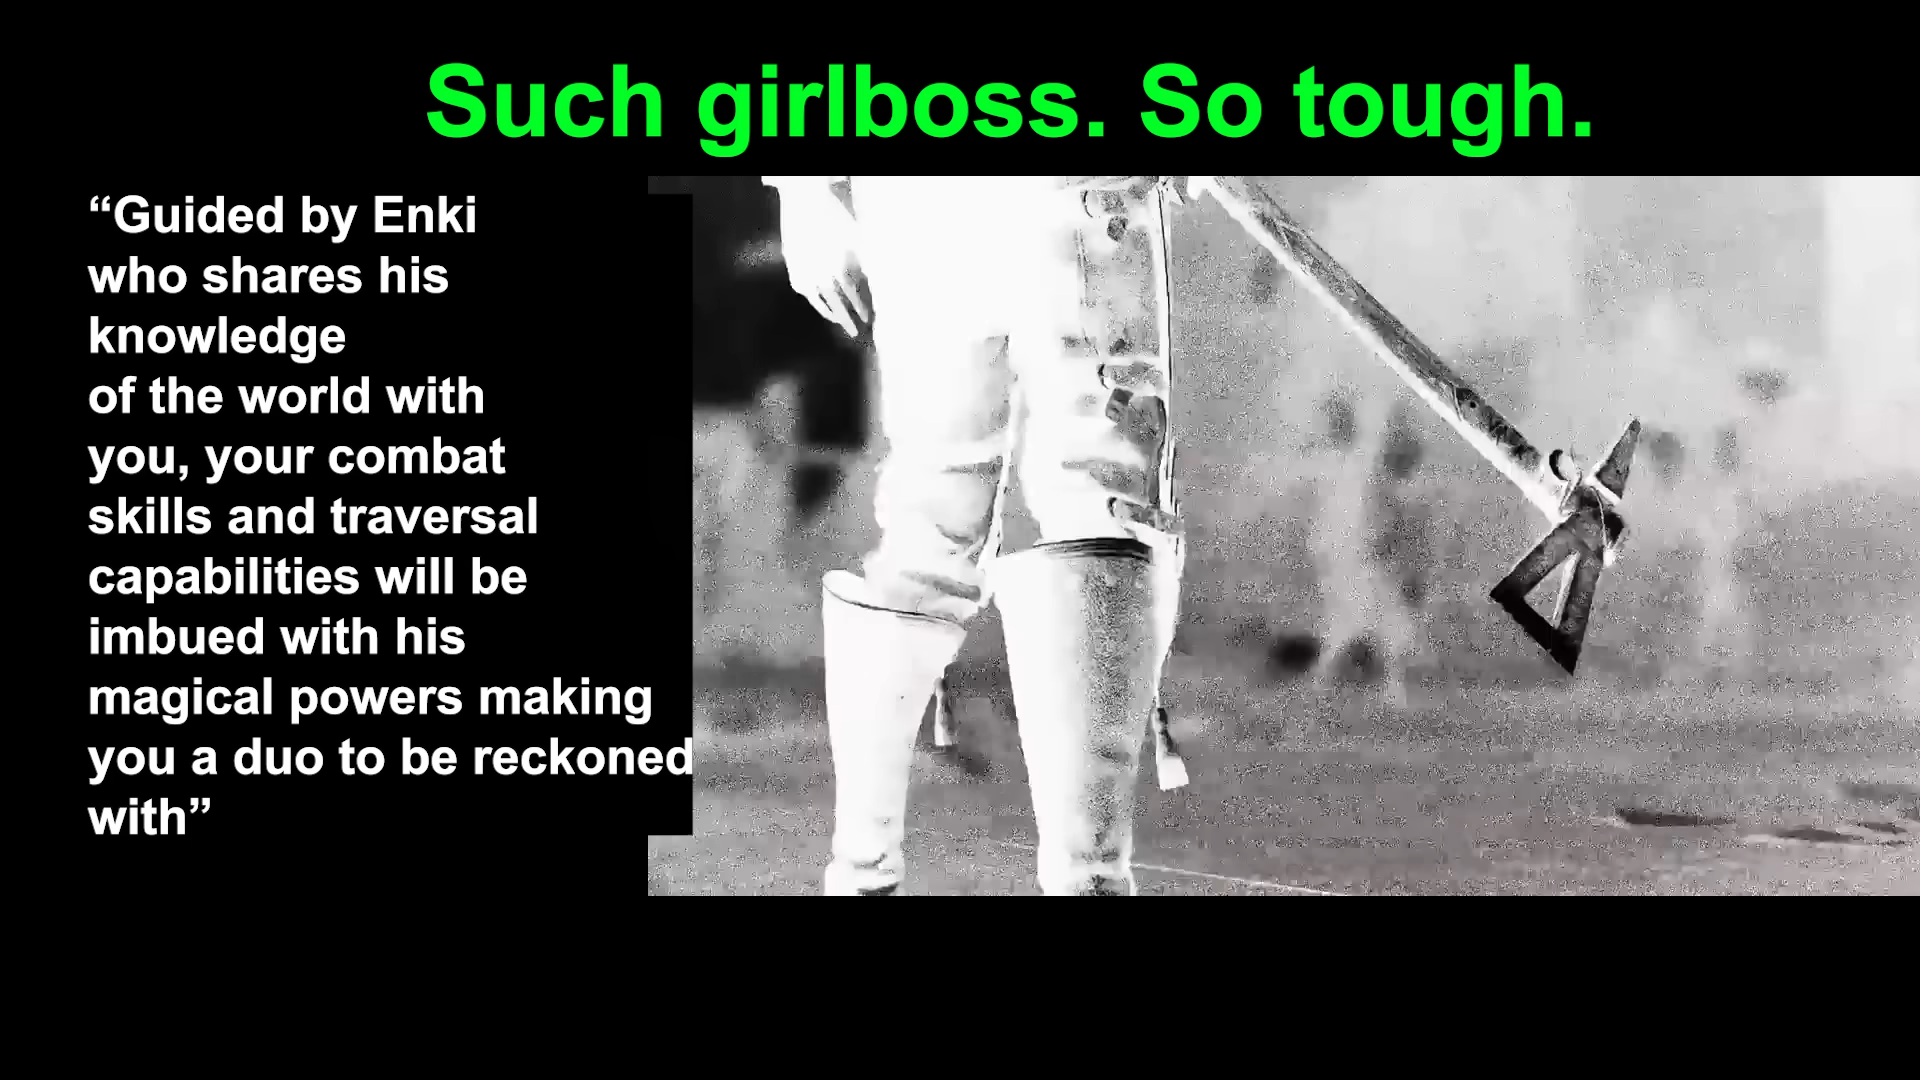 Such girlboss. So tough.
“Guided by Enki
who shares his
knowledge
of the world with
you, your combat
skills and traversal
capabilities will be
imbued with his
magical powers making
you a duo to be reckoned
with”